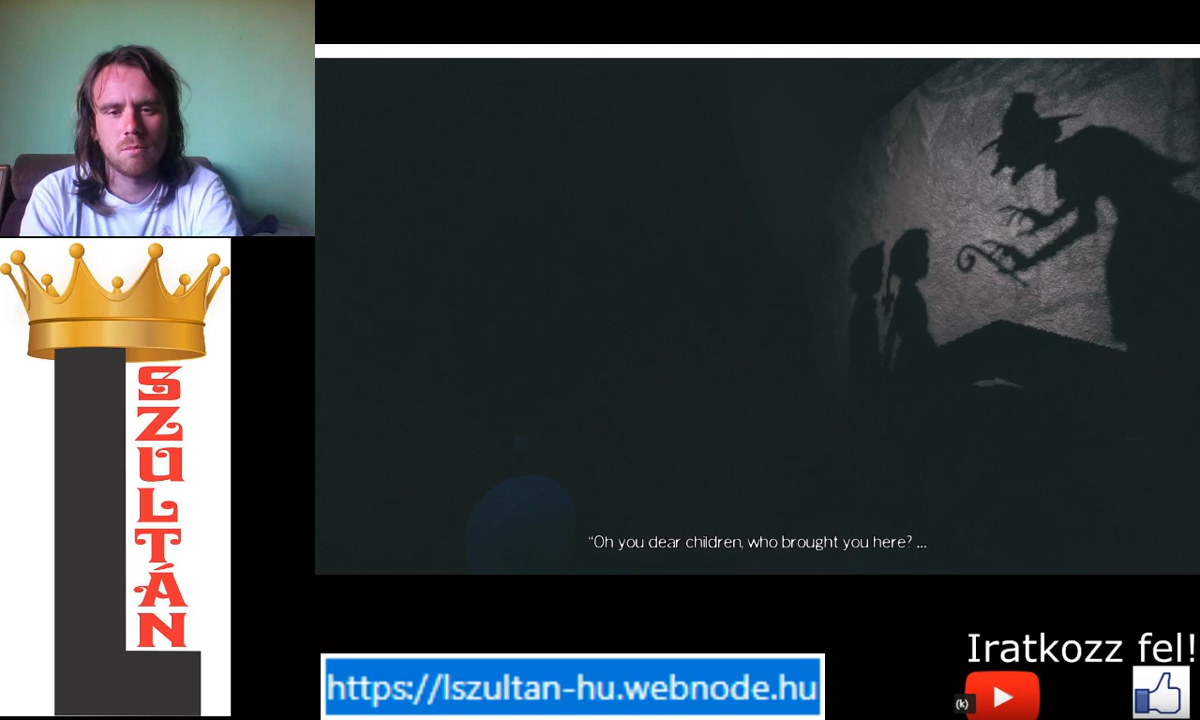 L
SZULTÁN
"Oh you dear children, who brought you here? ...
Iratkozz fel!
https://lszultan-hu.webnode.hu
(k)